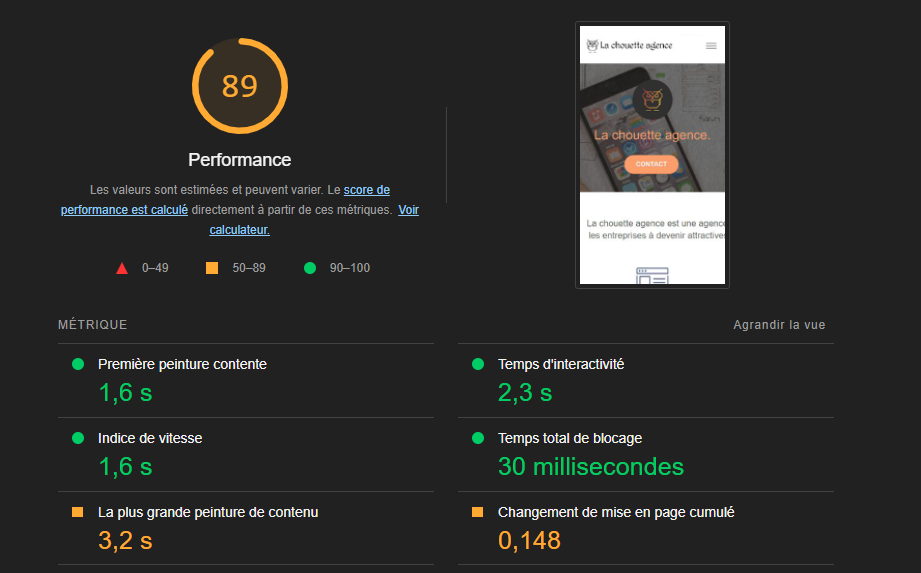 89
Performance
Les valeurs sont estimées et peuvent varier. Le score de
performance est calculé directement à partir de ces métriques. Voir
calculateur.
0–49
50–89
90–100
La chouette agence
La chouette agence.
CONTACT
La chouette agence est une agence
les entreprises à devenir attractives
MÉTRIQUE
Agrandir la vue
Première peinture contente
1,6 s
Temps d'interactivité
2,3 s
Indice de vitesse
1,6 s
Temps total de blocage
30 millisecondes
La plus grande peinture de contenu
3,2 s
Changement de mise en page cumulé
0,148